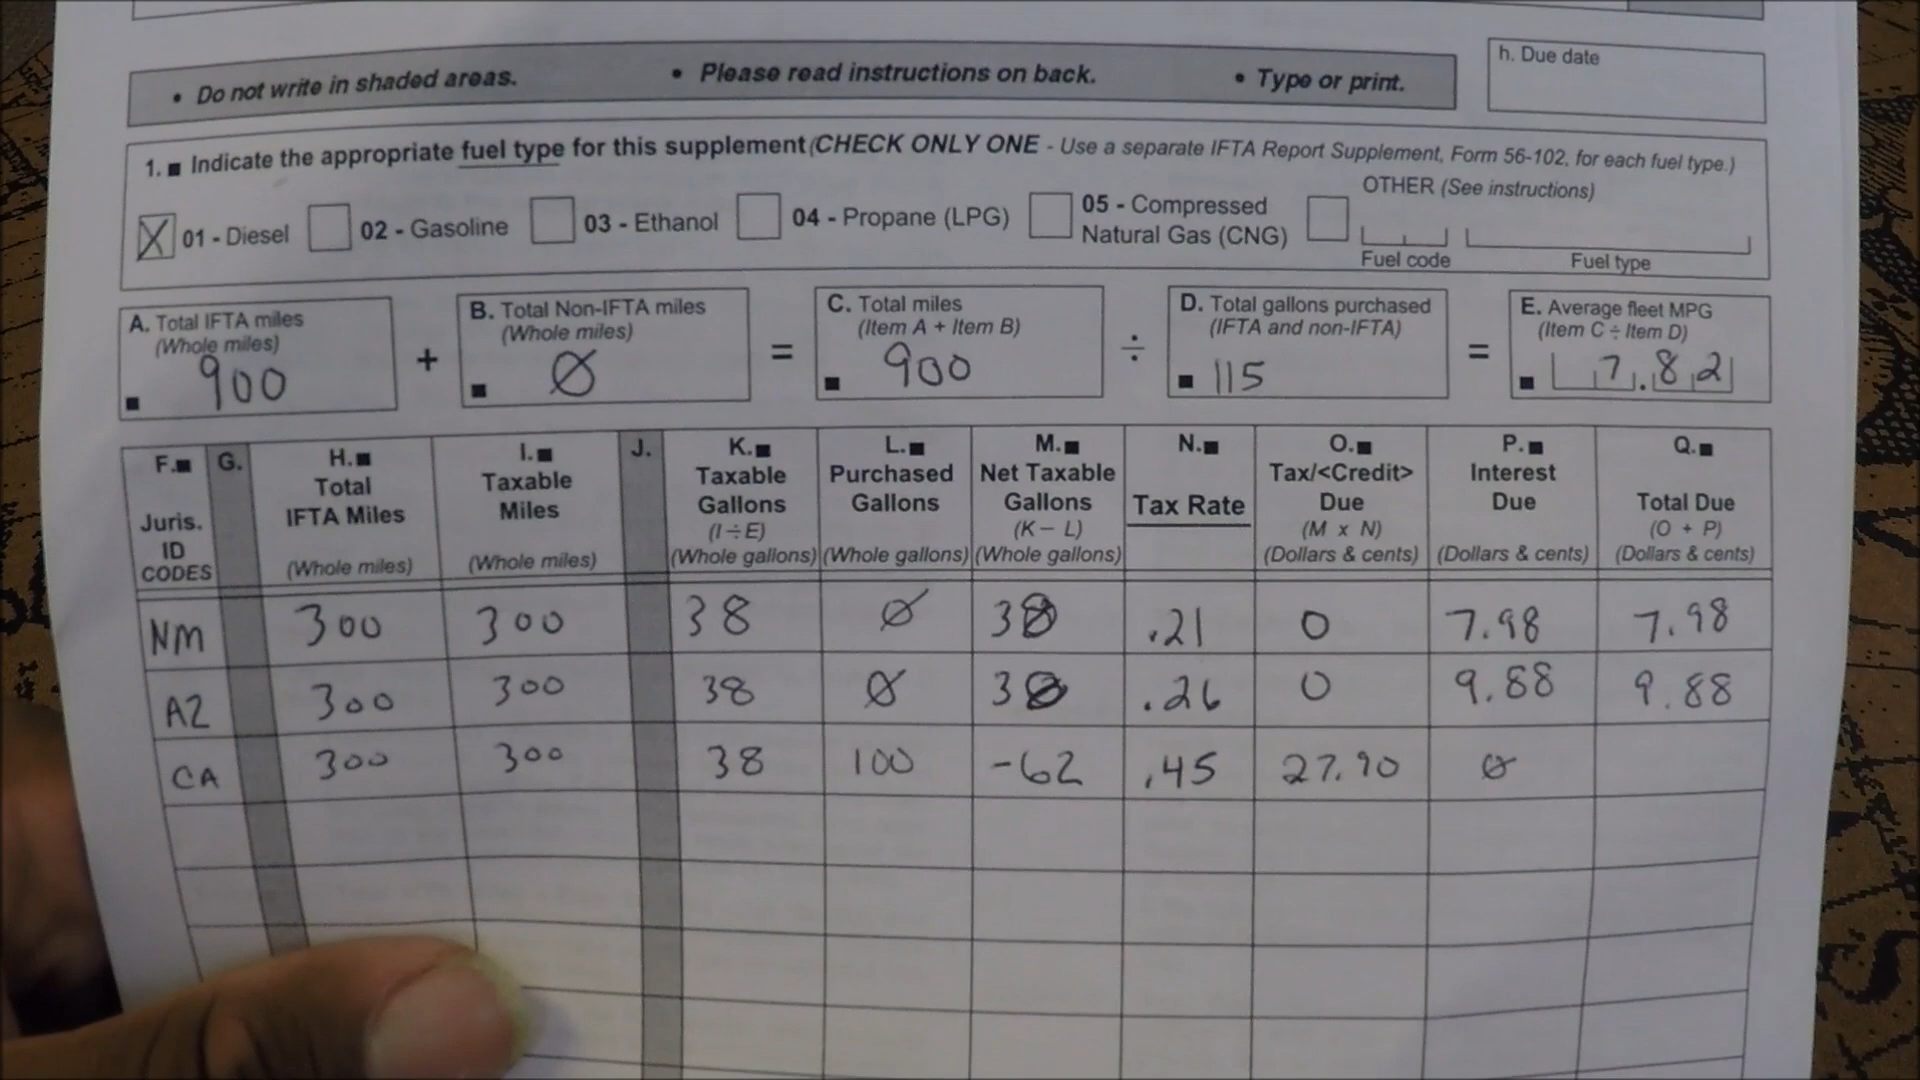 • Do not write in shaded areas. • Please read instructions on back. • Type or print.
h. Due date
1. ■ Indicate the appropriate fuel type for this supplement (CHECK ONLY ONE - Use a separate IFTA Report Supplement, Form 56-102, for each fuel type.)
X 01 - Diesel 02 - Gasoline 03 - Ethanol 04 - Propane (LPG) 05 - Compressed Natural Gas (CNG) OTHER (See instructions)
Fuel code Fuel type
A. Total IFTA miles
(Whole miles)
■ 900
+
B. Total Non-IFTA miles
(Whole miles)
■ Ø
=
C. Total miles
(Item A + Item B)
■ 900
÷
D. Total gallons purchased
(IFTA and non-IFTA)
■ 115
=
E. Average fleet MPG
(Item C ÷ Item D)
■ 7.82
F.■ Juris. ID CODES
G.
H.■ Total IFTA Miles (Whole miles)
I.■ Taxable Miles (Whole miles)
J.
K.■ Taxable Gallons (I ÷ E) (Whole gallons)
L.■ Purchased Gallons (Whole gallons)
M.■ Net Taxable Gallons (K – L) (Whole gallons)
N.■ Tax Rate
O.■ Tax/<Credit> Due (M x N) (Dollars & cents)
P.■ Interest Due (Dollars & cents)
Q.■ Total Due (O + P) (Dollars & cents)
NM 300 300 38 Ø 38 .21 0 7.98 7.98
AZ 300 300 38 Ø 38 .26 0 9.88 9.88
CA 300 300 38 100 -62 .45 27.90 Ø